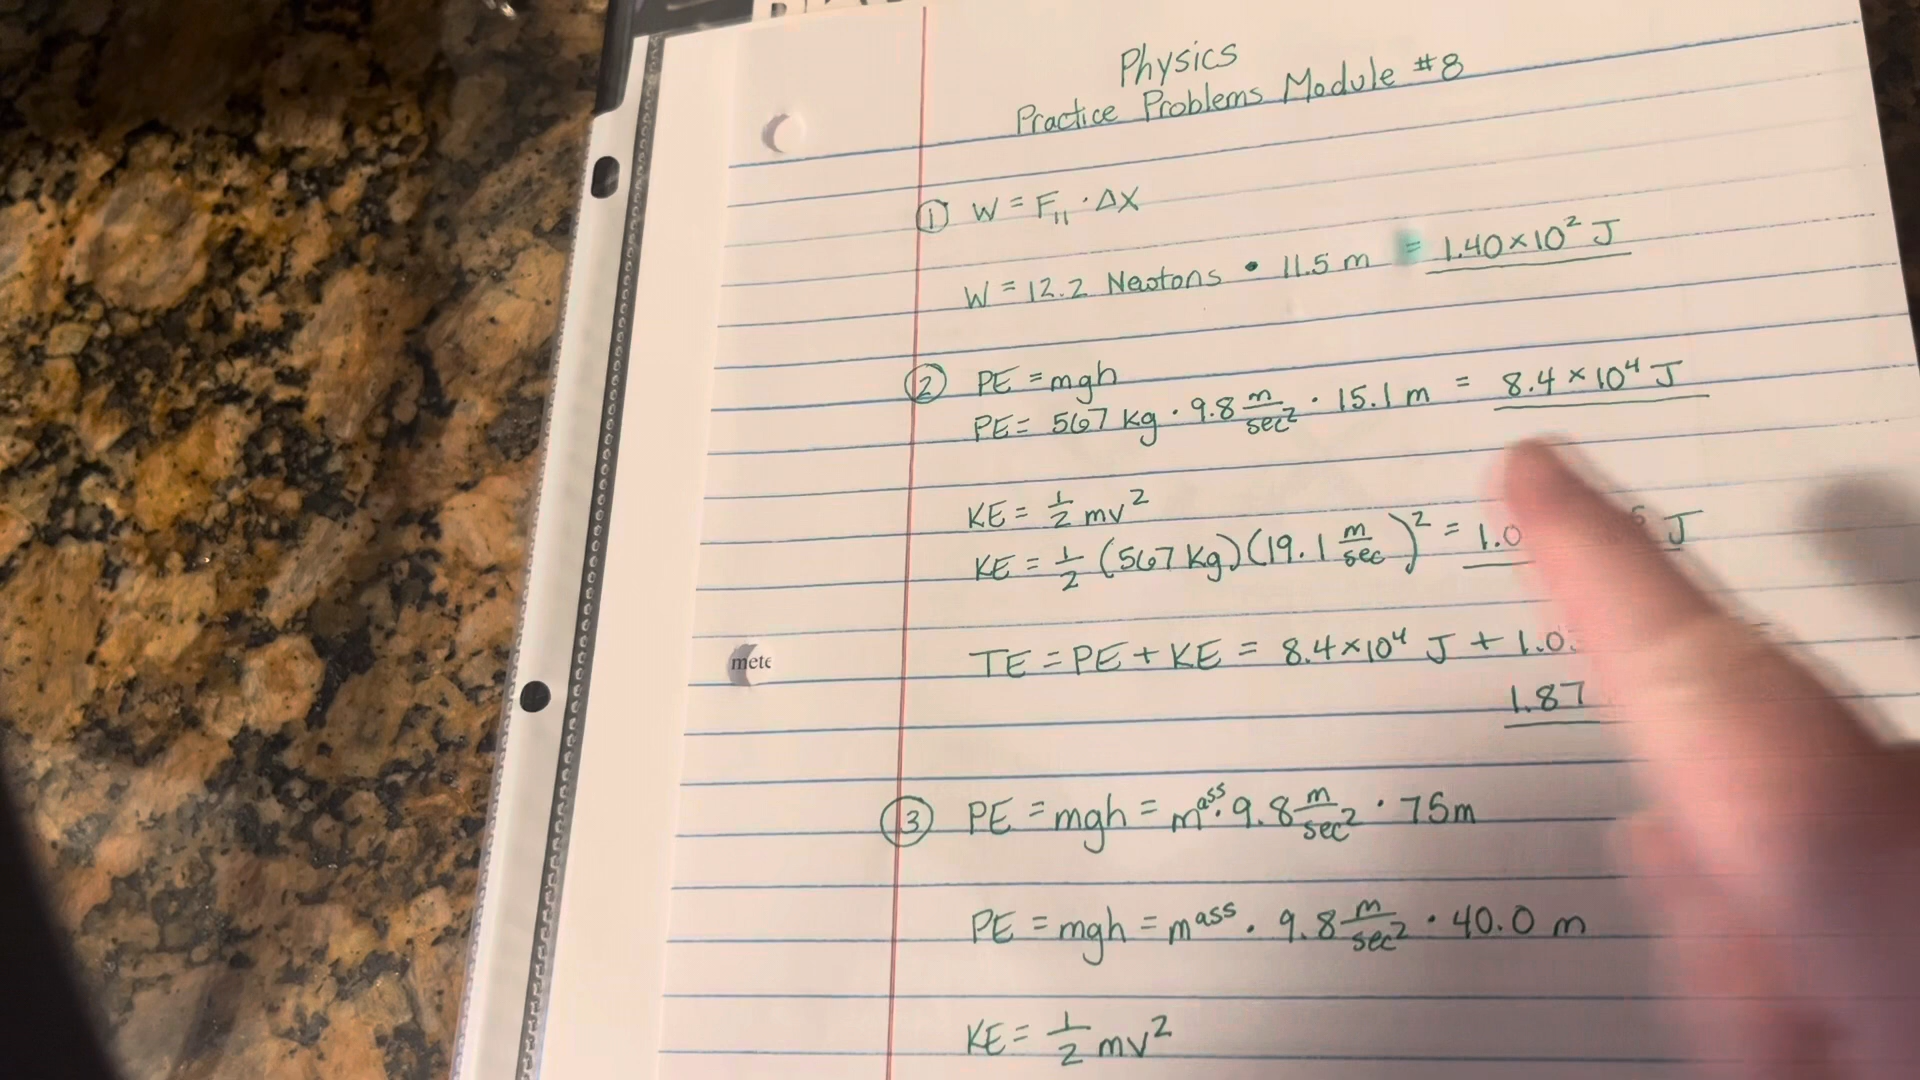 Physics
Practice Problems Module #8
① W = F₁₁ · ΔX
W = 12.2 Newtons • 11.5 m = 1.40×10² J
② PE = mgh
PE = 567 kg · 9.8 m/sec² · 15.1 m = 8.4 × 10⁴ J
KE = 1/2 mv²
KE = 1/2 (567 kg)(19.1 m/sec)² = 1.0 J
TE = PE + KE = 8.4×10⁴ J + 1.0
1.87
mete
③ PE = mgh = mass · 9.8 m/sec² · 75m
PE = mgh = mass · 9.8 m/sec² · 40.0 m
KE = 1/2 mv²